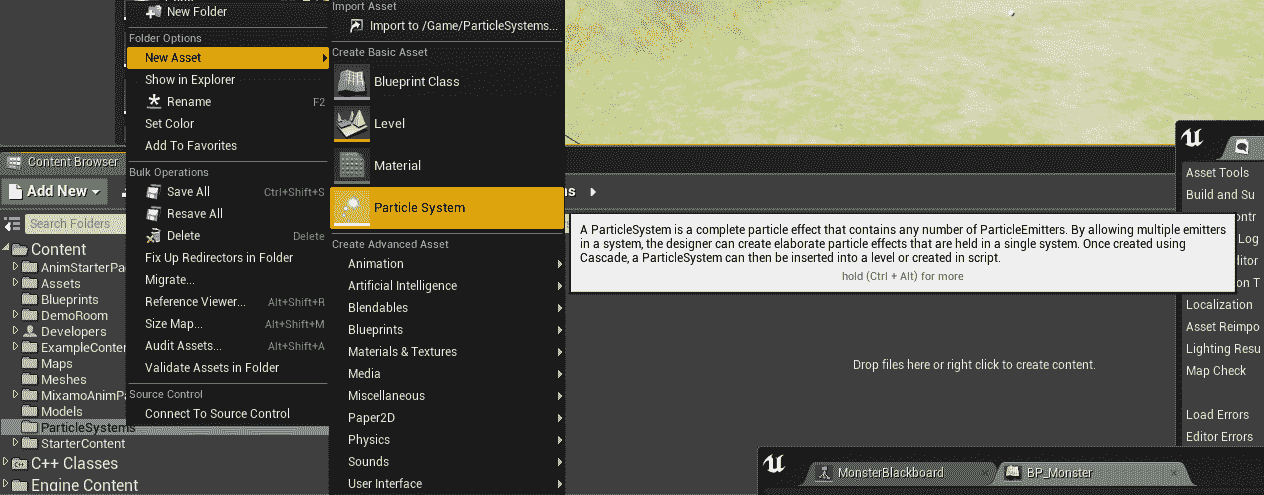 New Folder
Folder Options
New Asset
Show in Explorer
Rename F2
Set Color
Add To Favorites
Bulk Operations
Save All Ctrl+Shift+S
Resave All
Delete Delete
Fix Up Redirectors in Folder
Migrate...
Reference Viewer... Alt+Shift+R
Size Map... Alt+Shift+M
Audit Assets... Alt+Shift+A
Validate Assets in Folder
Source Control
Connect To Source Control
Import Asset
Import to /Game/ParticleSystems...
Create Basic Asset
Blueprint Class
Level
Material
Particle System
Create Advanced Asset
Animation
Artificial Intelligence
Blendables
Blueprints
Materials & Textures
Media
Miscellaneous
Paper2D
Physics
Sounds
User Interface
A ParticleSystem is a complete particle effect that contains any number of ParticleEmitters. By allowing multiple emitters
in a system, the designer can create elaborate particle effects that are held in a single system. Once created using
Cascade, a ParticleSystem can then be inserted into a level or created in script.
hold (Ctrl + Alt) for more
Content Browser
Add New
Search Folders
Content
AnimStarterPa
Assets
Blueprints
DemoRoom
Developers
ExampleConter
Maps
Meshes
MixamoAnimPa
Models
ParticleSystems
StarterContent
C++ Classes
Engine Content
Drop files here or right click to create content.
Asset Tools
Build and Su
ontr
Log
ditor
on T
Localization
Asset Reimpo
Lighting Resu
Map Check
Load Errors
Editor Errors
MonsterBlackboard
BP_Monster